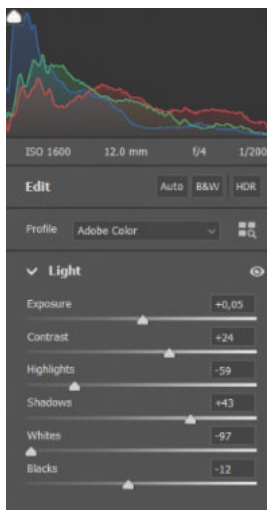 ISO 1600 12.0 mm f/4 1/200
Edit Auto B&W HDR
Profile Adobe Color
Light
Exposure +0,05
Contrast +24
Highlights -59
Shadows +43
Whites -97
Blacks -12